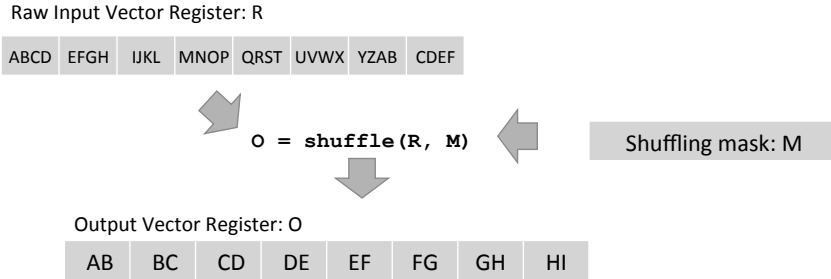 Raw Input Vector Register: R
ABCD EFGH IJKL MNOP QRST UVWX YZAB CDEF
O = shuffle(R, M)
Shuffling mask: M
Output Vector Register: O
AB BC CD DE EF FG GH HI